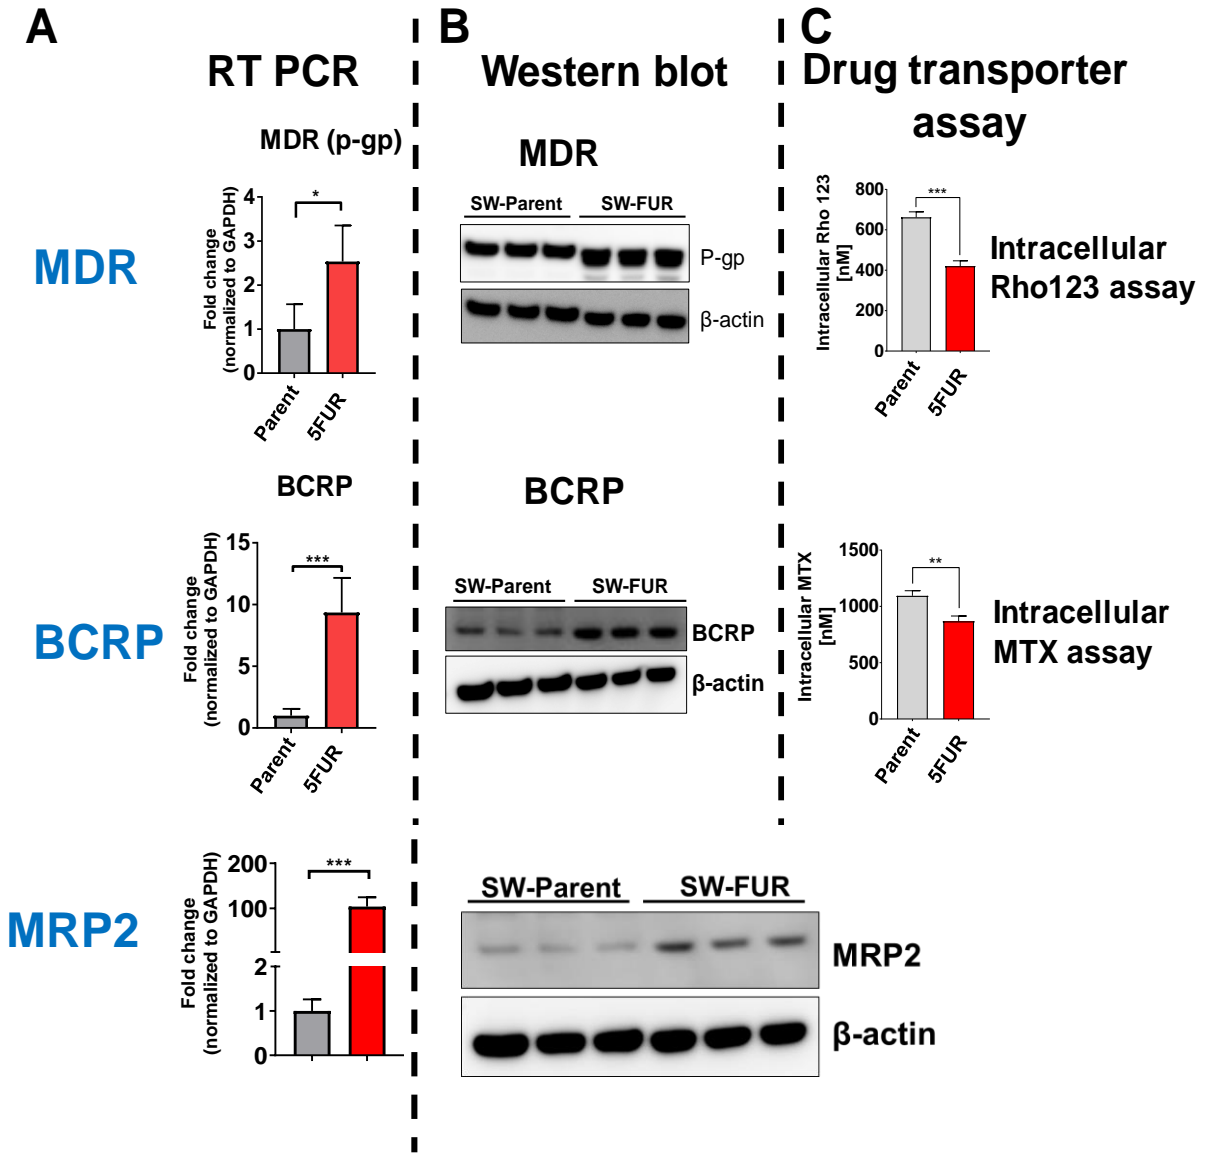 A
B
C
RT PCR
Western blot
Drug transporter
assay
MDR
MDR (p-gp)
Fold change
(normalized to GAPDH)
4
3
2
1
0
*
Parent
5FUR
MDR
SW-Parent
SW-FUR
P-gp
β-actin
Intracellular Rho 123
[nM]
800
600
400
200
0
***
Parent
5FUR
Intracellular
Rho123 assay
BCRP
BCRP
Fold change
(normalized to GAPDH)
15
10
5
0
***
Parent
5FUR
BCRP
SW-Parent
SW-FUR
BCRP
β-actin
Intracellular MTX
[nM]
1500
1000
500
0
**
Parent
5FUR
Intracellular
MTX assay
MRP2
Fold change
(normalized to GAPDH)
200
100
2
1
0
***
SW-Parent
SW-FUR
MRP2
β-actin